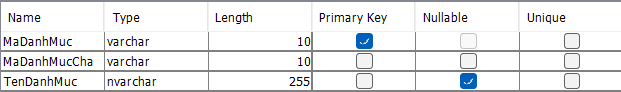 Name Type Length Primary Key Nullable Unique
MaDanhMuc varchar 10
MaDanhMucCha varchar 10
TenDanhMuc nvarchar 255